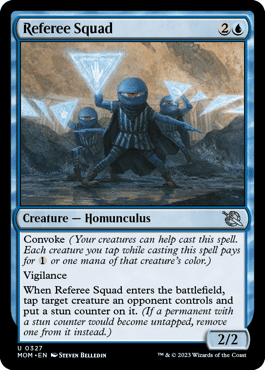 Referee Squad 2
Creature — Homunculus
Convoke (Your creatures can help cast this spell.
Each creature you tap while casting this spell pays
for 1 or one mana of that creature's color.)
Vigilance
When Referee Squad enters the battlefield,
tap target creature an opponent controls and
put a stun counter on it. (If a permanent with
a stun counter would become untapped, remove
one from it instead.)
2/2
U 0327
MOM • EN STEVEN BELLEDIN
™ & © 2023 Wizards of the Coast